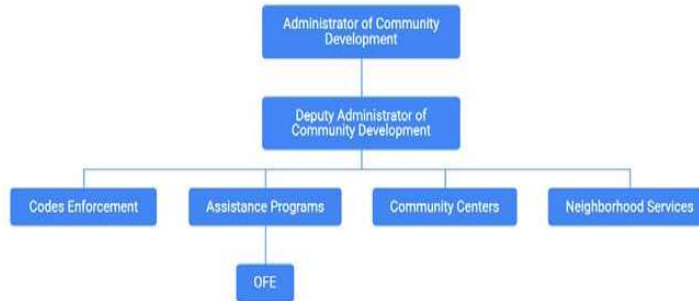 Administrator of Community
Development
Deputy Administrator of
Community Development
Codes Enforcement
Assistance Programs
Community Centers
Neighborhood Services
OFE